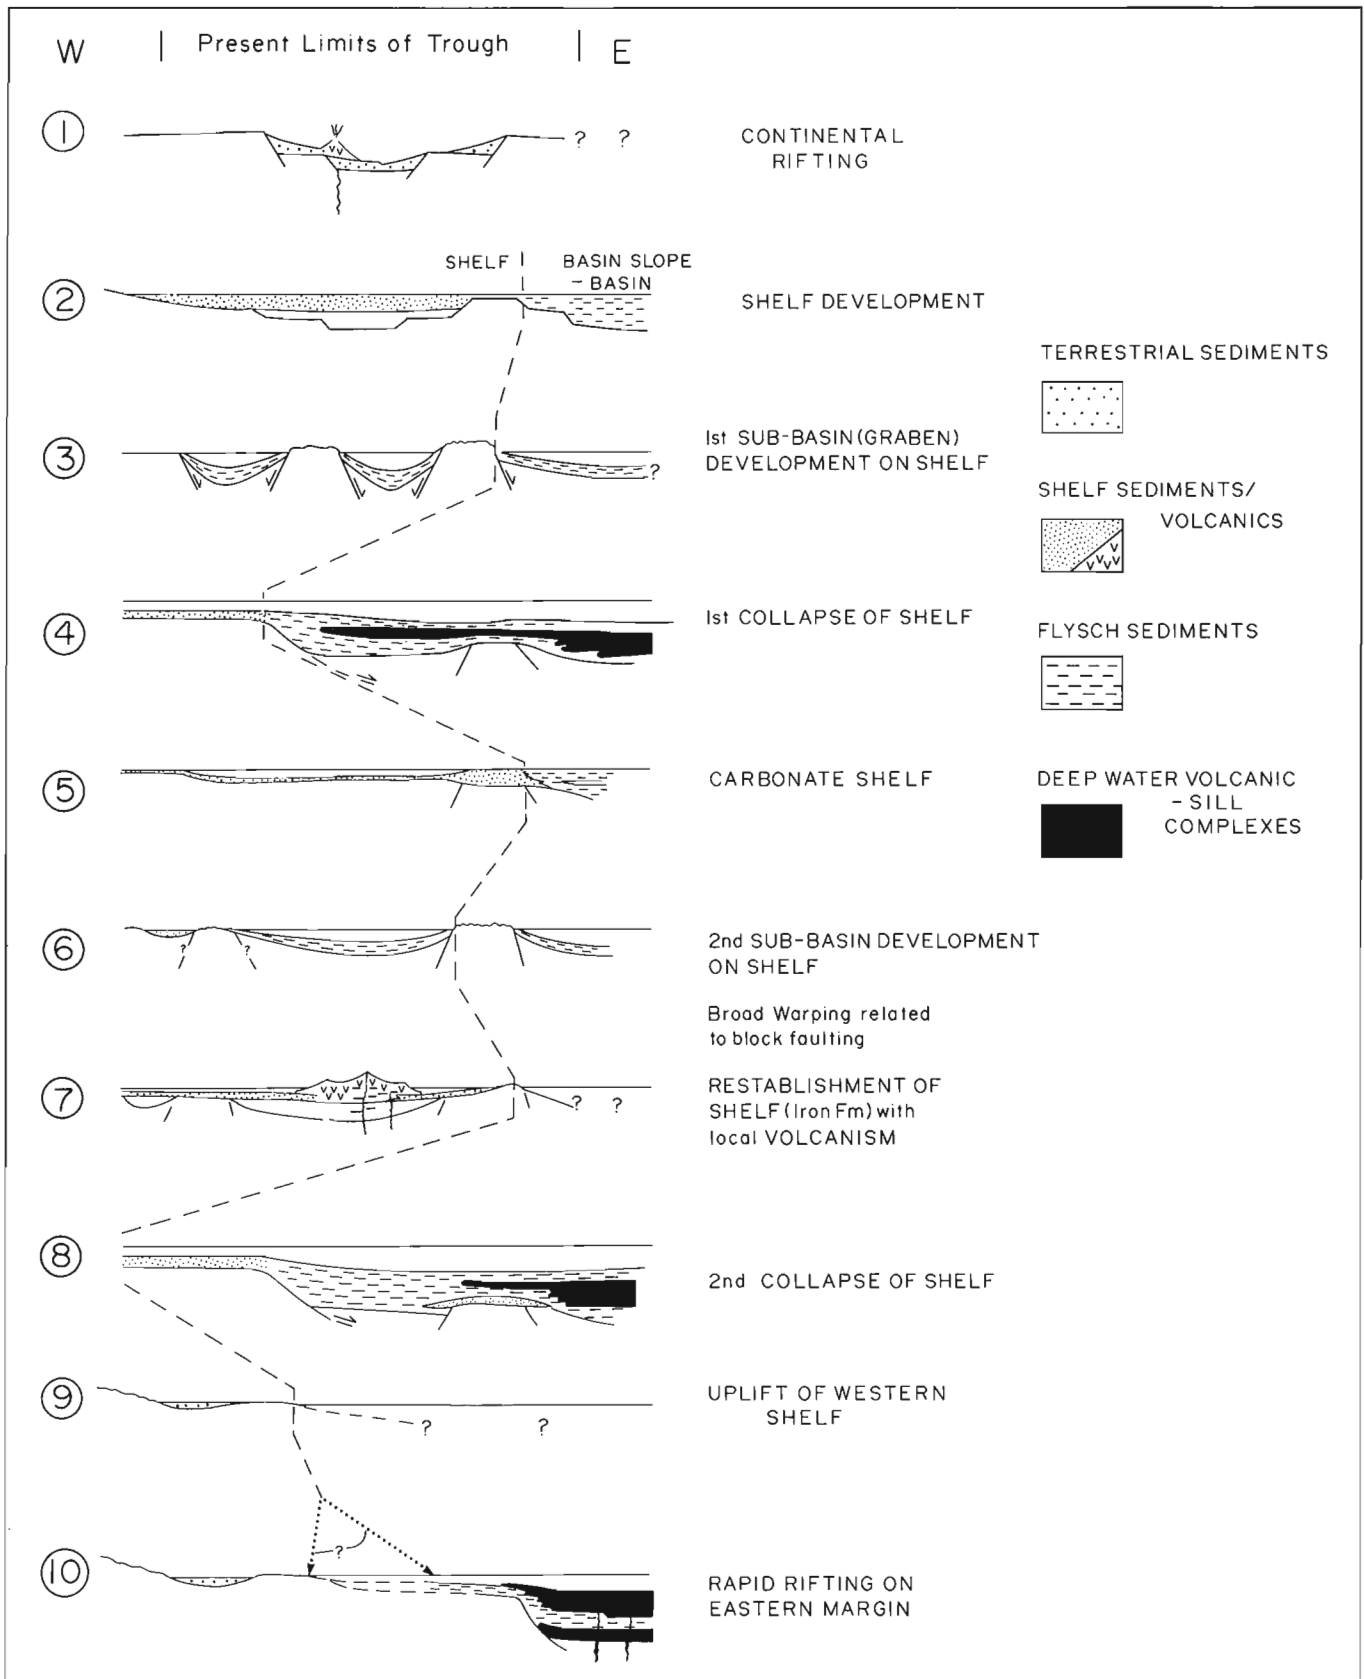 W | Present Limits of Trough | E
1
? ?
CONTINENTAL
RIFTING
SHELF
BASIN SLOPE
- BASIN
2
SHELF DEVELOPMENT
TERRESTRIAL SEDIMENTS
3
?
1st SUB-BASIN (GRABEN)
DEVELOPMENT ON SHELF
SHELF SEDIMENTS/
VOLCANICS
V
V V V V
4
1st COLLAPSE OF SHELF
FLYSCH SEDIMENTS
5
CARBONATE SHELF
DEEP WATER VOLCANIC
- SILL
COMPLEXES
6
? ?
2nd SUB-BASIN DEVELOPMENT
ON SHELF
Broad Warping related
to block faulting
7
? ?
RESTABLISHMENT OF
SHELF (Iron Fm) with
local VOLCANISM
8
2nd COLLAPSE OF SHELF
9
? ?
UPLIFT OF WESTERN
SHELF
?
10
RAPID RIFTING ON
EASTERN MARGIN